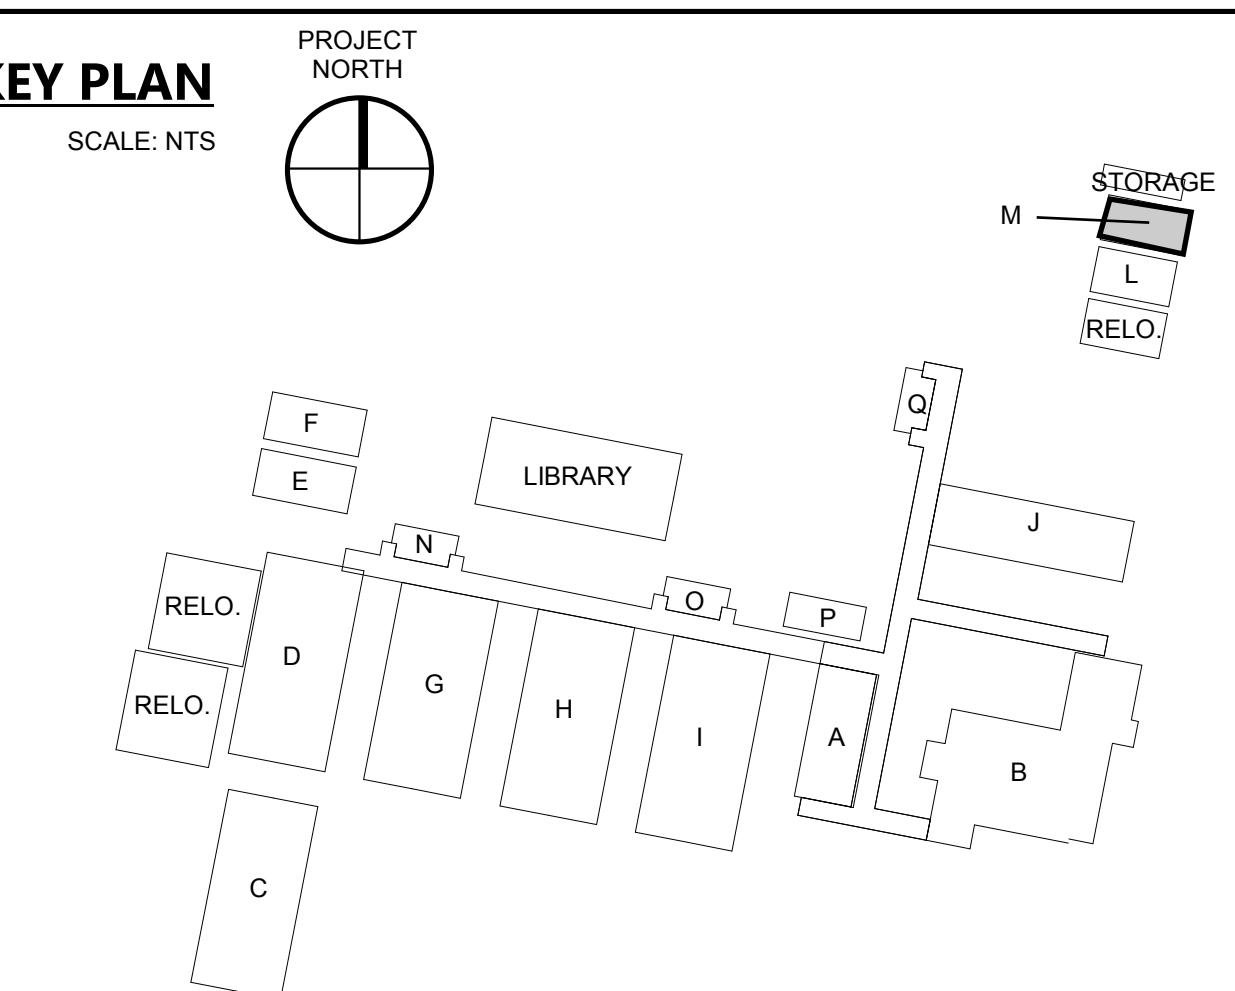 PROJECT
NORTH
KEY PLAN
SCALE: NTS
STORAGE
M
L
RELO.
Q
F
LIBRARY
E
J
N
O
RELO.
P
D
G
RELO.
H
I
A
B
C